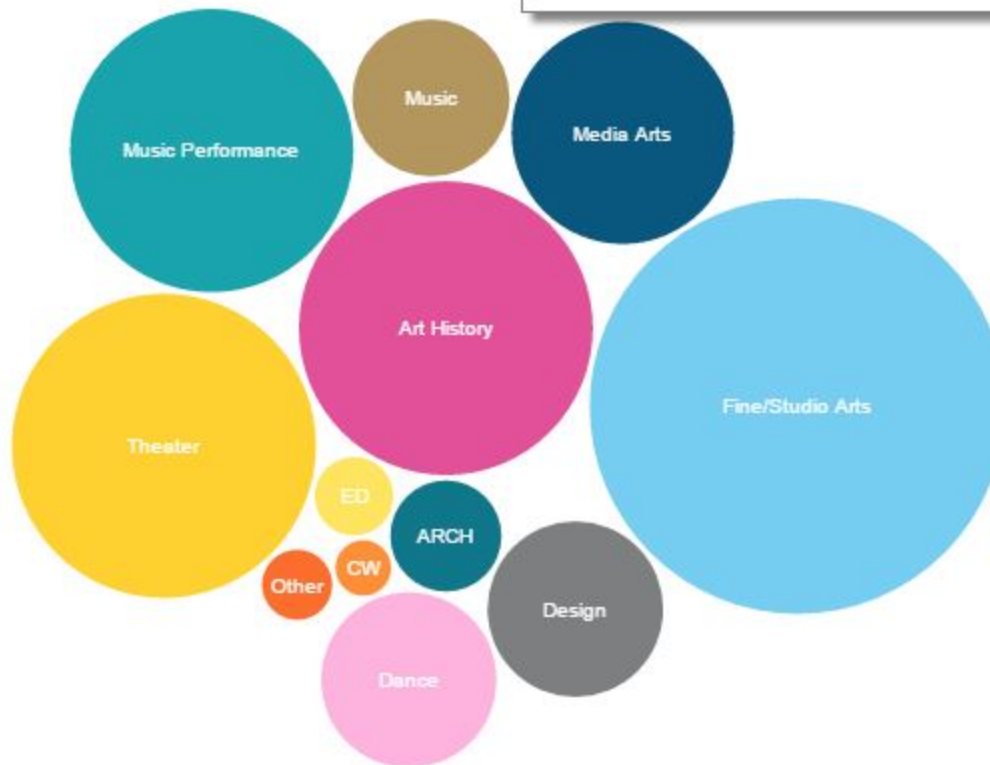 Music
Media Arts
Music Performance
Art History
Fine/Studio Arts
Theater
ED
ARCH
CW
Other
Design
Dance